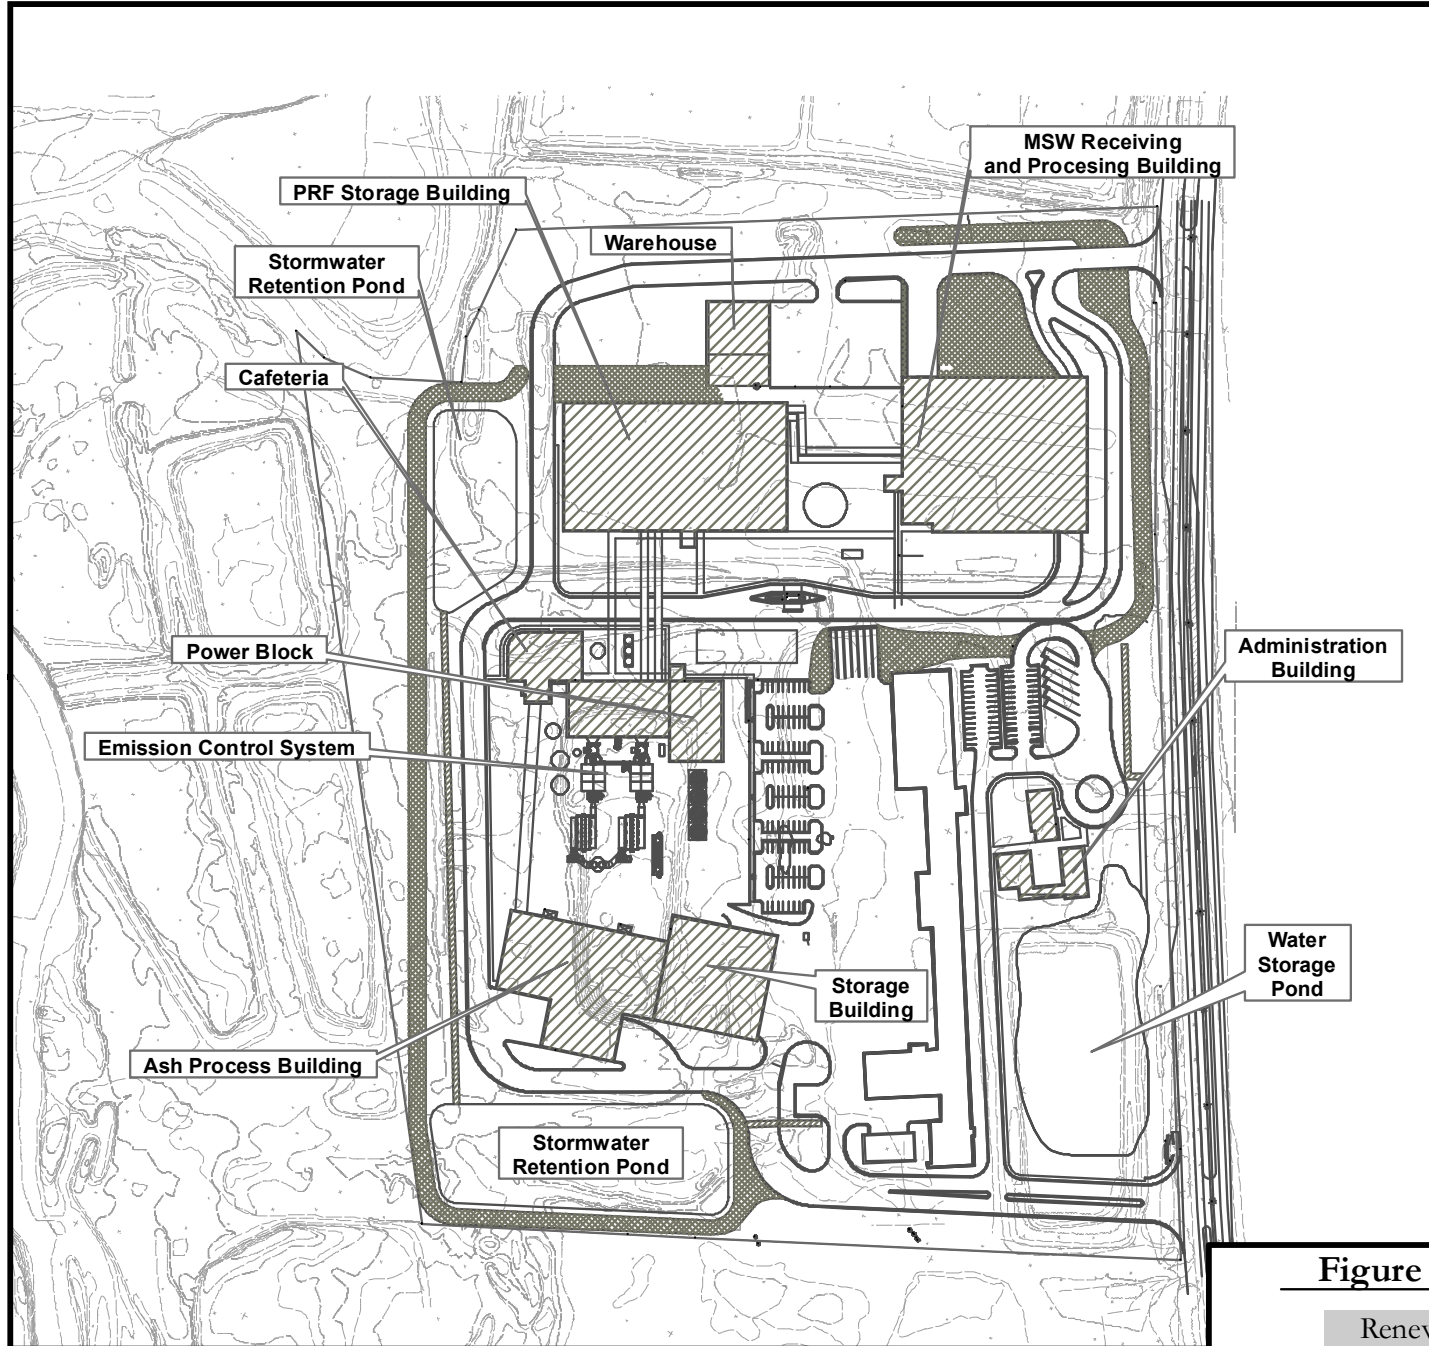 MSW Receiving
and Procesing Building
PRF Storage Building
Warehouse
Stormwater
Retention Pond
Cafeteria
Power Block
Administration
Building
Emission Control System
Water
Storage
Pond
Storage
Building
Ash Process Building
Stormwater
Retention Pond
Figure
Renew